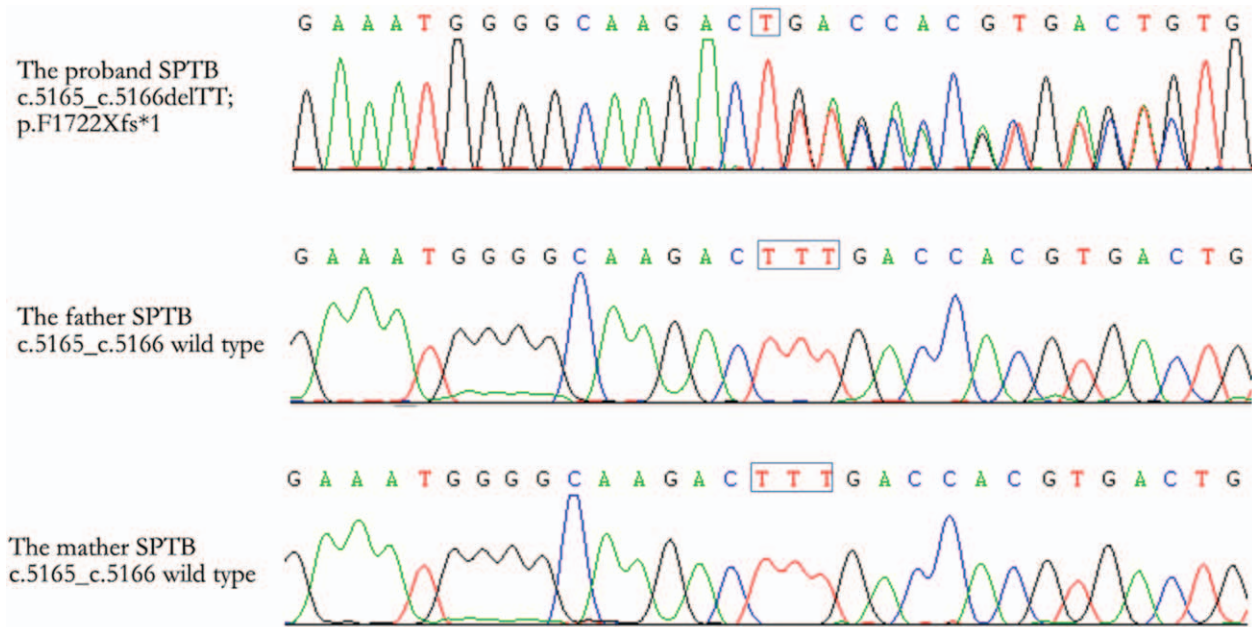 G A A A T G G G G C A A G A C T G A C C A C G T G A C T G T G
The proband SPTB
c.5165_c.5166delTT;
p.F1722Xfs*1
G A A A T G G G G C A A G A C T T T G A C C A C G T G A C T G
The father SPTB
c.5165_c.5166 wild type
G A A A T G G G G C A A G A C T T T G A C C A C G T G A C T G
The mather SPTB
c.5165_c.5166 wild type